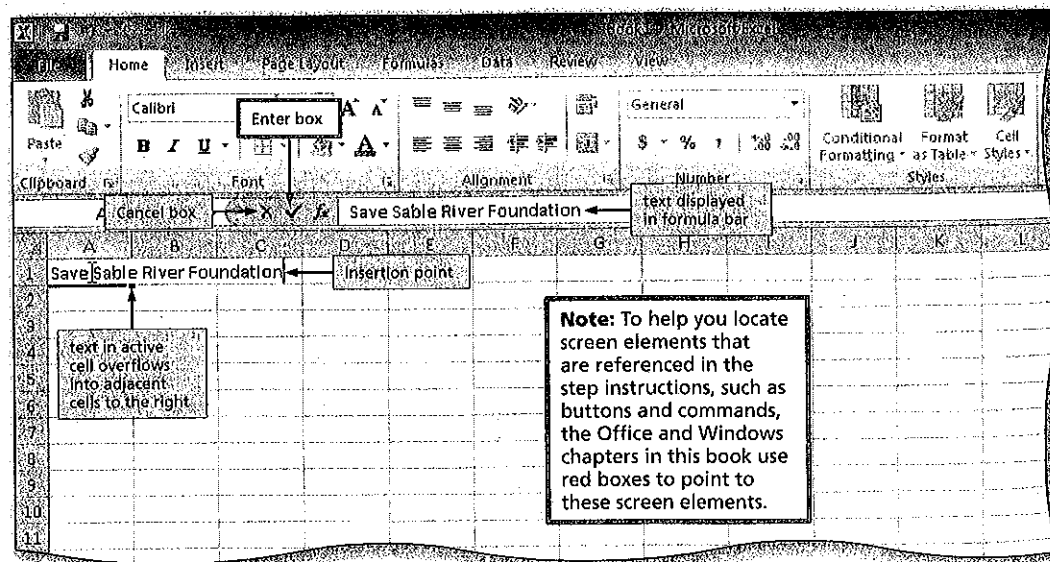 Book1 - Microsoft Excel
File Home Insert Page Layout Formulas Data Review View
Calibri
Enter box
A A
General
Paste
B I U
A
$ % ,
Conditional Formatting
Format as Table
Cell Styles
Clipboard
Font
Alignment
Number
Styles
Cancel box
fx
Save Sable River Foundation
text displayed
in formula bar
A B C D E F G H I J K L
1
Save Sable River Foundation
Insertion point
2
3
4
5
6
7
8
9
10
11
text in active
cell overflows
into adjacent
cells to the right
Note: To help you locate
screen elements that
are referenced in the
step instructions, such as
buttons and commands,
the Office and Windows
chapters in this book use
red boxes to point to
these screen elements.